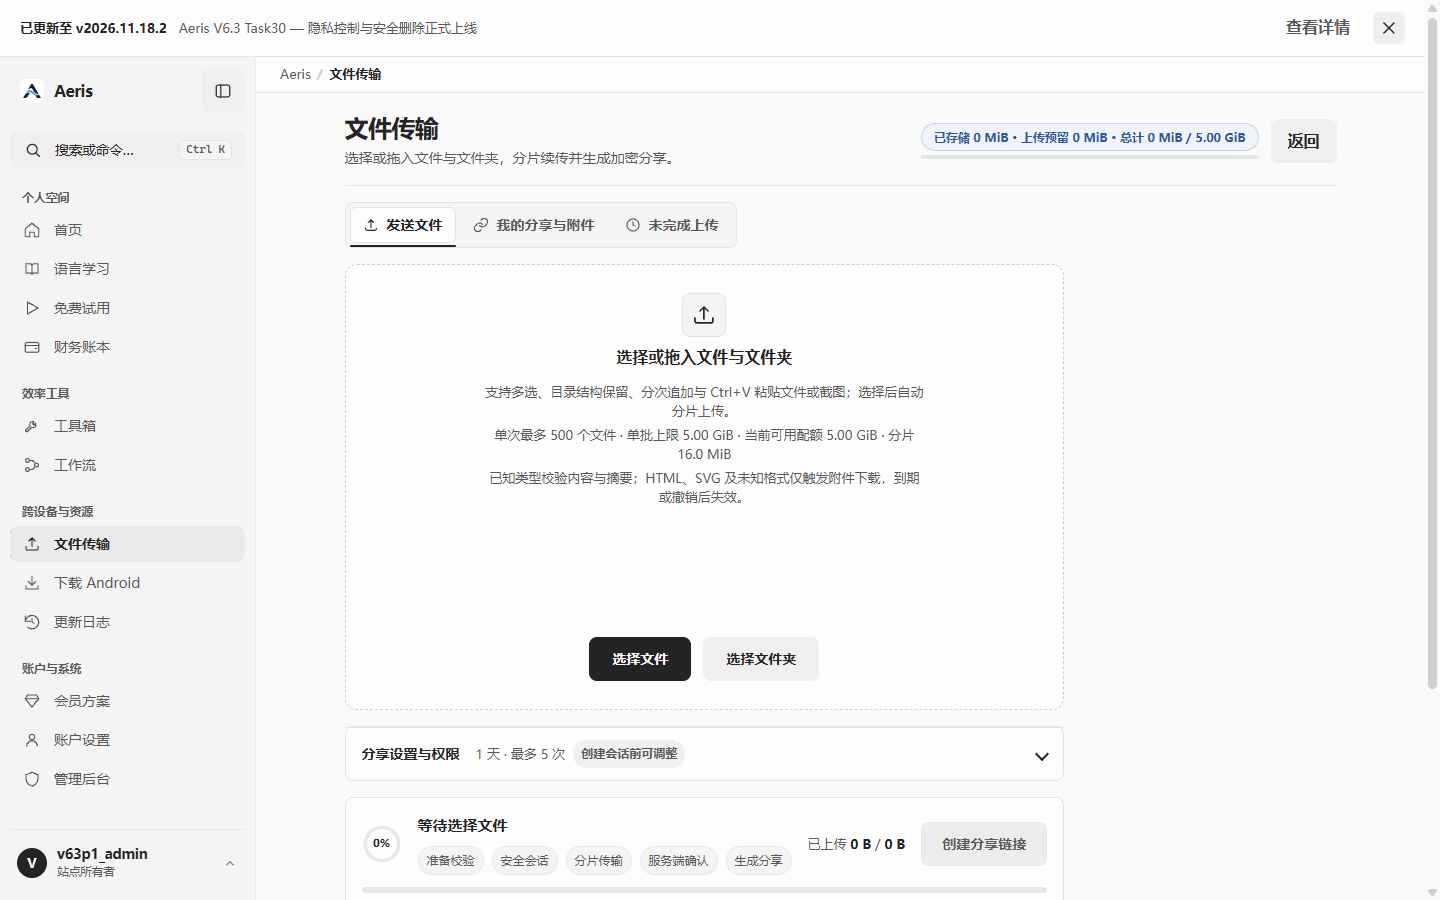 已更新至 v2026.11.18.2 Aeris V6.3 Task30 — 隐私控制与安全删除正式上线 查看详情
Aeris
搜索或命令... Ctrl K
个人空间
首页
语言学习
免费试用
财务账本
效率工具
工具箱
工作流
跨设备与资源
文件传输
下载 Android
更新日志
账户与系统
会员方案
账户设置
管理后台
V v63p1_admin
站点所有者
Aeris / 文件传输
文件传输
选择或拖入文件与文件夹，分片续传并生成加密分享。
已存储 0 MiB • 上传预留 0 MiB • 总计 0 MiB / 5.00 GiB
返回
发送文件 我的分享与附件 未完成上传
选择或拖入文件与文件夹
支持多选、目录结构保留、分次追加与 Ctrl+V 粘贴文件或截图；选择后自动
分片上传。
单次最多 500 个文件 · 单批上限 5.00 GiB · 当前可用配额 5.00 GiB · 分片
16.0 MiB
已知类型校验内容与摘要；HTML、SVG 及未知格式仅触发附件下载，到期
或撤销后失效。
选择文件 选择文件夹
分享设置与权限 1 天 · 最多 5 次 创建会话前可调整
0% 等待选择文件
准备校验 安全会话 分片传输 服务端确认 生成分享
已上传 0 B / 0 B 创建分享链接